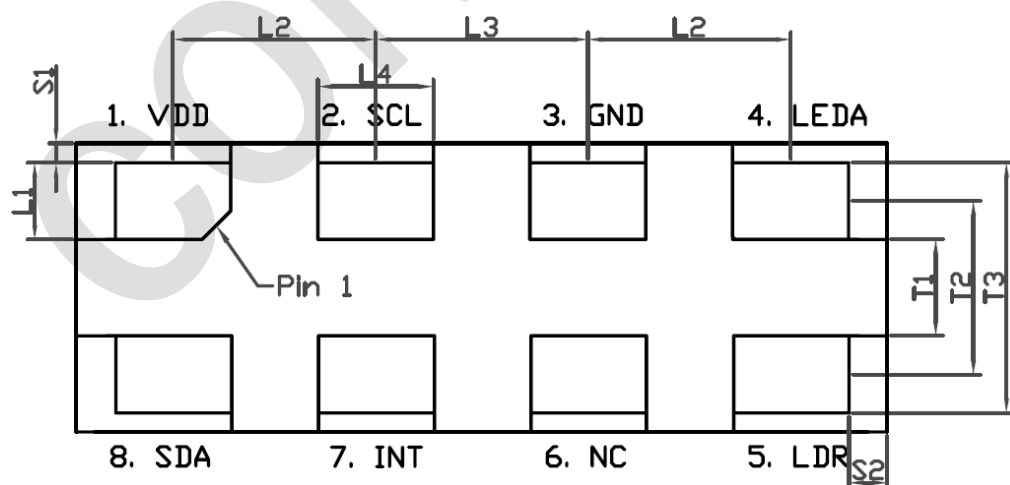 L2 L3 L2
S1
L4
1. VDD 2. SCL 3. GND 4. LEDA
L1
Pin 1
T1 T2 T3
8. SDA 7. INT 6. NC 5. LDR
S2